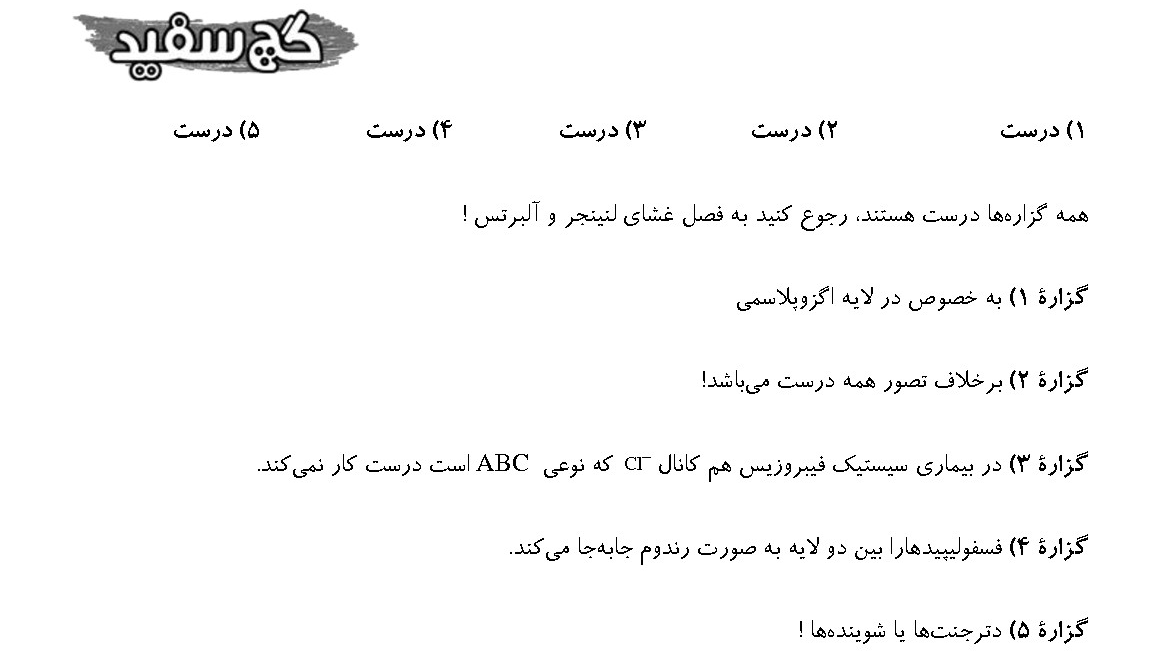 گچ سفید
۱) درست ۲) درست ۳) درست ۴) درست ۵) درست
همه گزاره‌ها درست هستند، رجوع کنید به فصل غشای لنینجر و آلبرتس !
گزارهٔ ۱) به خصوص در لایه اگزوپلاسمی
گزارهٔ ۲) برخلاف تصور همه درست می‌باشد!
گزارهٔ ۳) در بیماری سیستیک فیبروزیس هم کانال Cl⁻ که نوعی ABC است درست کار نمی‌کند.
گزارهٔ ۴) فسفولیپیدهارا بین دو لایه به صورت رندوم جابه‌جا می‌کند.
گزارهٔ ۵) دترجنت‌ها یا شوینده‌ها !